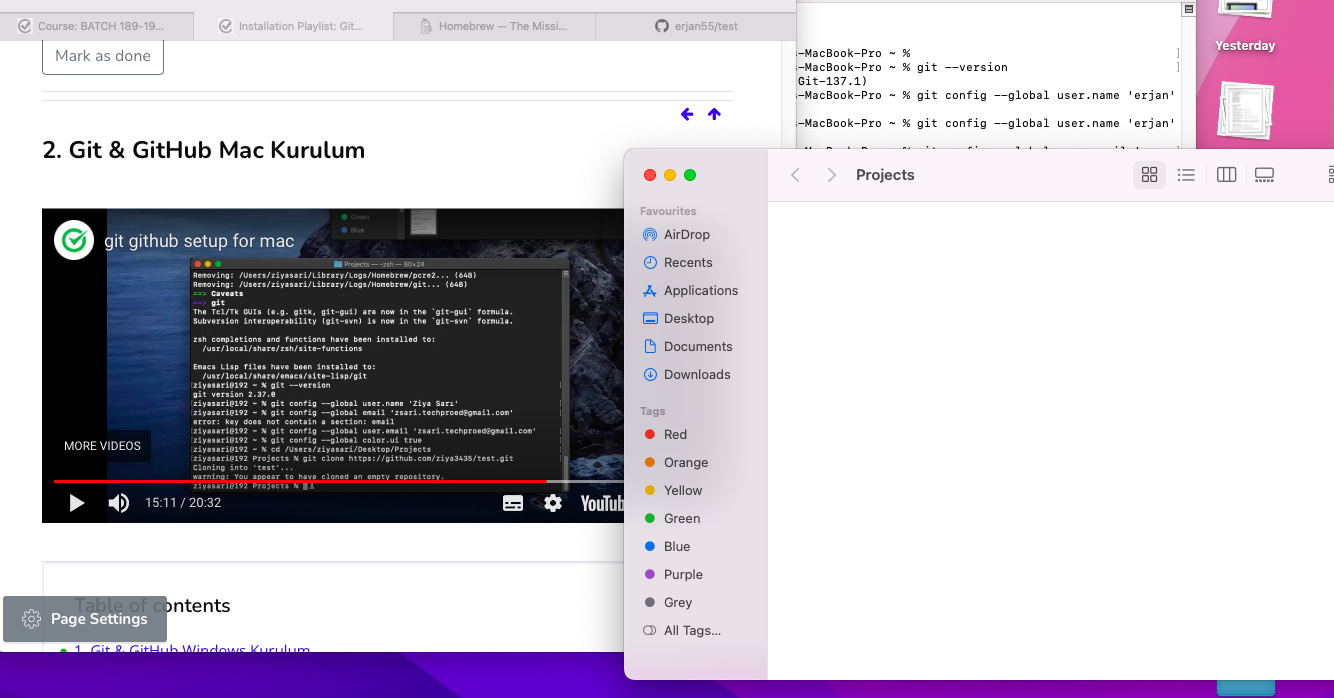 Course: BATCH 189-19...
Installation Playlist: Git...
Homebrew — The Missi...
erjan55/test
Mark as done
2. Git & GitHub Mac Kurulum
git github setup for mac
Green
Blue
Projects — -zsh — 80×24
Removing: /Users/ziyasari/Library/Logs/Homebrew/pcre2... (64B)
Removing: /Users/ziyasari/Library/Logs/Homebrew/git... (64B)
==> Caveats
==> git
The Tcl/Tk GUIs (e.g. gitk, git-gui) are now in the `git-gui` formula.
Subversion interoperability (git-svn) is now in the `git-svn` formula.
zsh completions and functions have been installed to:
/usr/local/share/zsh/site-functions
Emacs Lisp files have been installed to:
/usr/local/share/emacs/site-lisp/git
[ziyasari@192 ~ % git --version
git version 2.37.0
[ziyasari@192 ~ % git config --global user.name 'Ziya Sarı'
[ziyasari@192 ~ % git config --global email 'zsari.techproed@gmail.com'
error: key does not contain a section: email
[ziyasari@192 ~ % git config --global user.email 'zsari.techproed@gmail.com'
[ziyasari@192 ~ % git config --global color.ui true
[ziyasari@192 ~ % cd /Users/ziyasari/Desktop/Projects
[ziyasari@192 Projects % git clone https://github.com/ziya3435/test.git
Cloning into 'test'...
warning: You appear to have cloned an empty repository.
ziyasari@192 Projects %
MORE VIDEOS
15:11 / 20:32
YouTub
Table of contents
Page Settings
1. Git & GitHub Windows Kurulum
s-MacBook-Pro ~ % ]
s-MacBook-Pro ~ % git --version ]
Git-137.1)
s-MacBook-Pro ~ % git config --global user.name 'erjan'
s-MacBook-Pro ~ % git config --global user.name 'erjan'
Yesterday
Projects
Favourites
AirDrop
Recents
Applications
Desktop
Documents
Downloads
Tags
Red
Orange
Yellow
Green
Blue
Purple
Grey
All Tags...